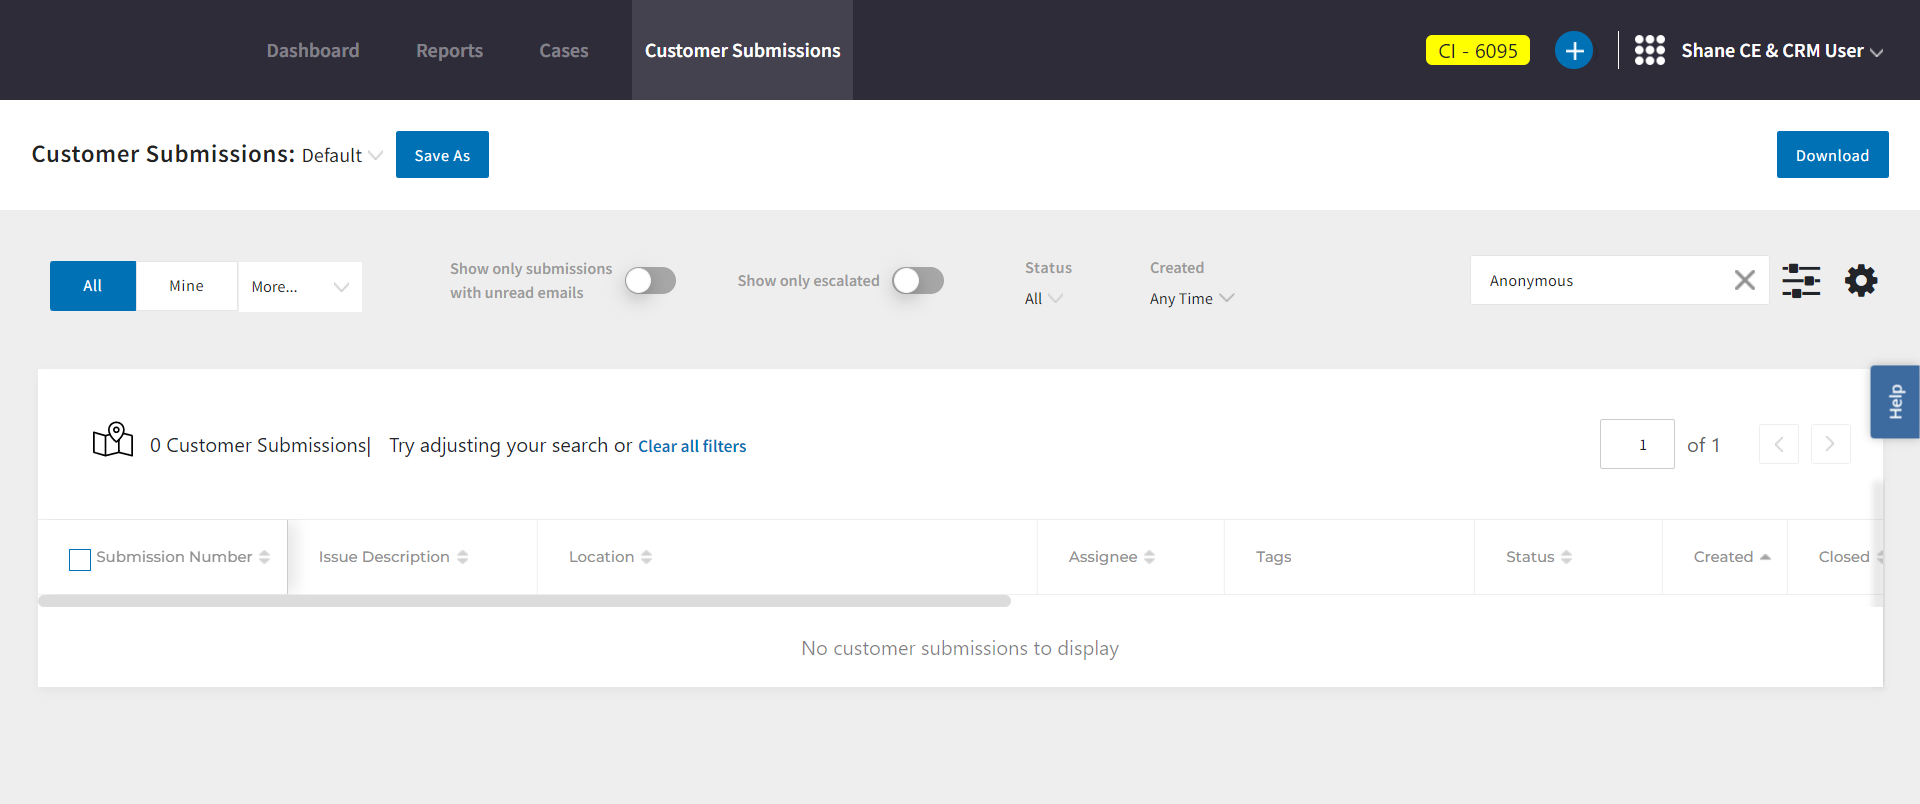 Dashboard Reports Cases Customer Submissions CI - 6095 Shane CE & CRM User
Customer Submissions: Default Save As Download
All Mine More...
Show only submissions
with unread emails
Show only escalated
Status
All
Created
Any Time
Anonymous
Help
0 Customer Submissions| Try adjusting your search or Clear all filters
1 of 1
Submission Number Issue Description Location Assignee Tags Status Created Closed
No customer submissions to display